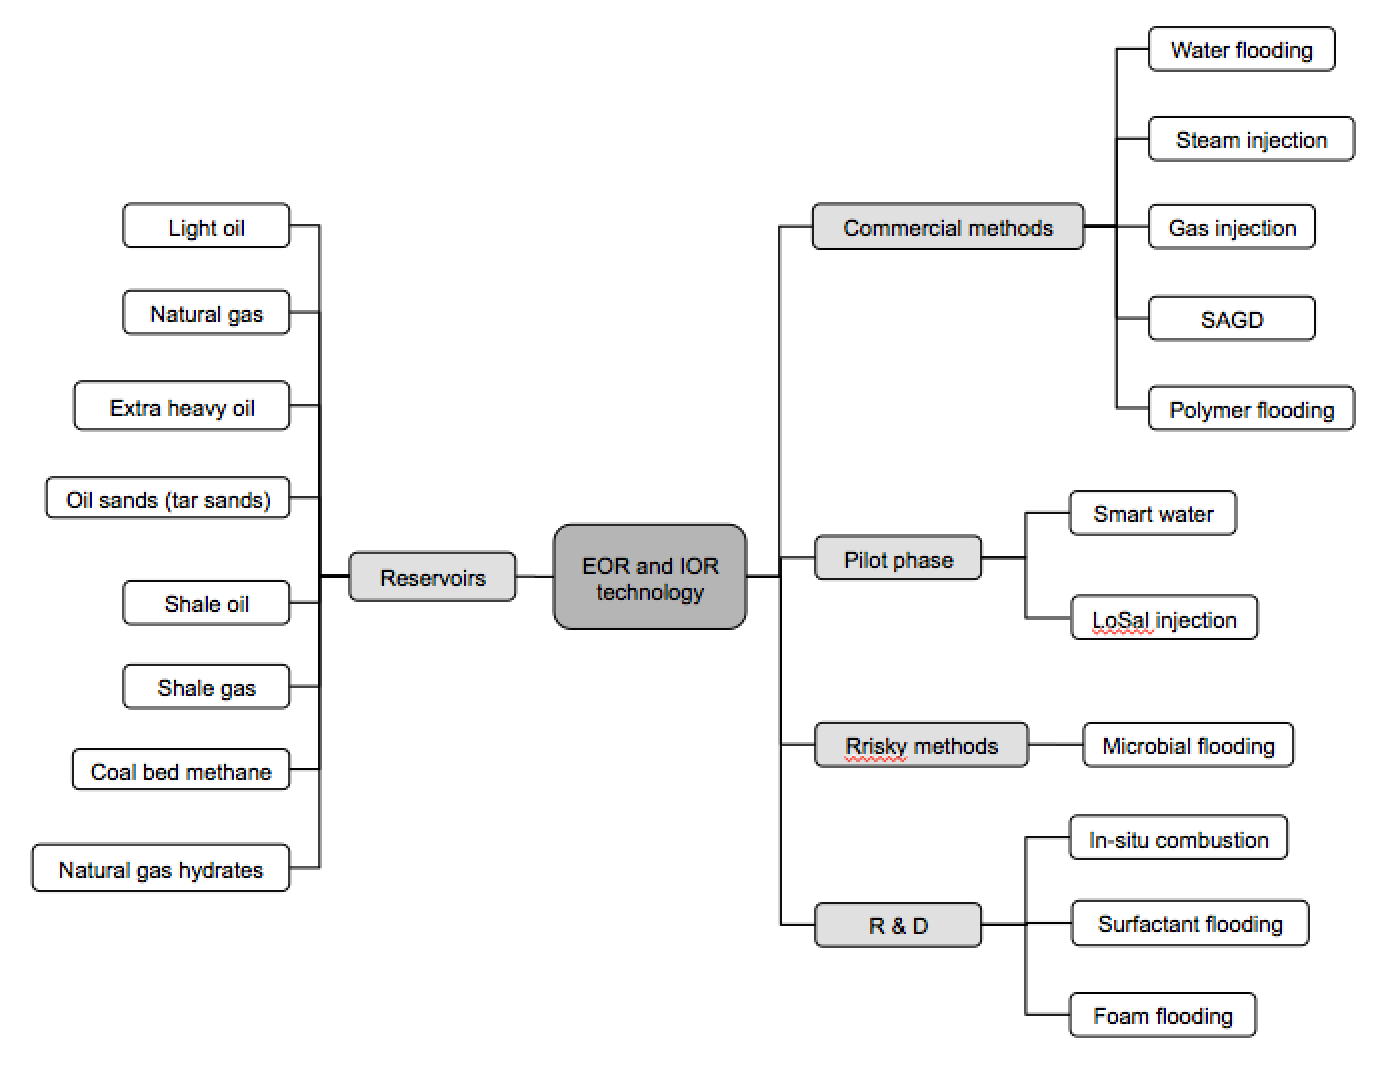 Light oil
Natural gas
Extra heavy oil
Oil sands (tar sands)
Shale oil
Shale gas
Coal bed methane
Natural gas hydrates
Reservoirs
EOR and IOR
technology
Commercial methods
Water flooding
Steam injection
Gas injection
SAGD
Polymer flooding
Pilot phase
Smart water
LoSal injection
Rrisky methods
Microbial flooding
R & D
In-situ combustion
Surfactant flooding
Foam flooding